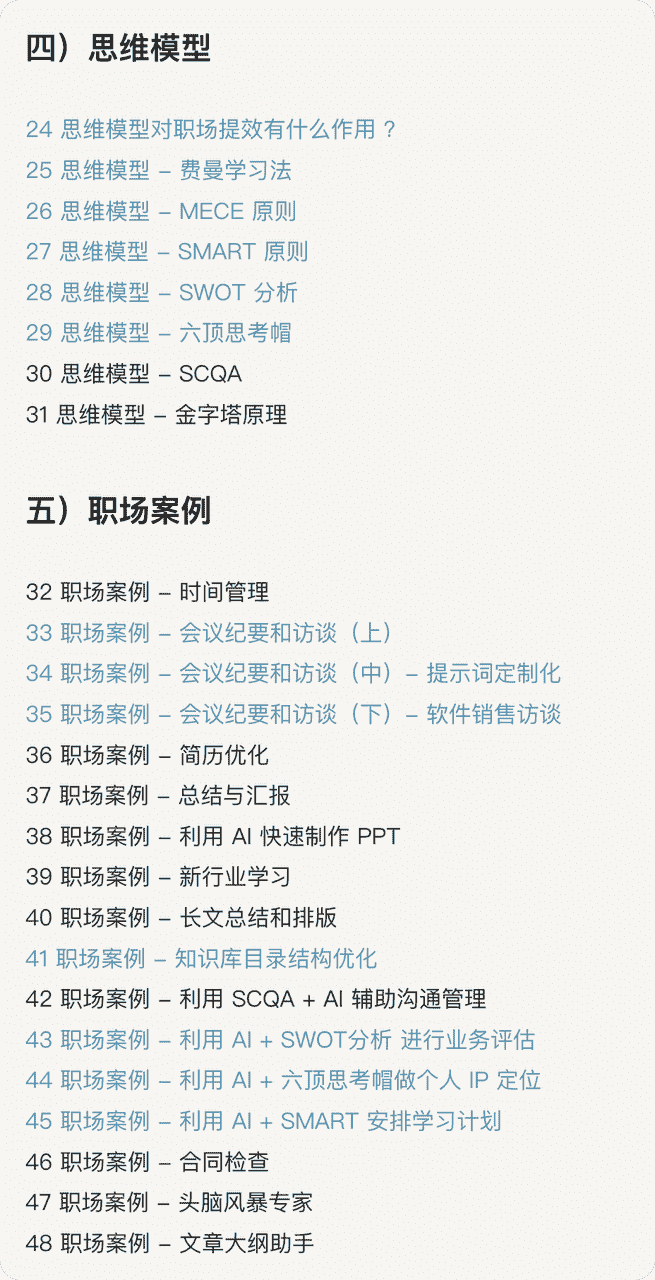 四）思维模型
24 思维模型对职场提效有什么作用 ？
25 思维模型 – 费曼学习法
26 思维模型 – MECE 原则
27 思维模型 – SMART 原则
28 思维模型 – SWOT 分析
29 思维模型 – 六顶思考帽
30 思维模型 – SCQA
31 思维模型 – 金字塔原理
五）职场案例
32 职场案例 – 时间管理
33 职场案例 – 会议纪要和访谈（上）
34 职场案例 – 会议纪要和访谈（中）– 提示词定制化
35 职场案例 – 会议纪要和访谈（下）– 软件销售访谈
36 职场案例 – 简历优化
37 职场案例 – 总结与汇报
38 职场案例 – 利用 AI 快速制作 PPT
39 职场案例 – 新行业学习
40 职场案例 – 长文总结和排版
41 职场案例 – 知识库目录结构优化
42 职场案例 – 利用 SCQA + AI 辅助沟通管理
43 职场案例 – 利用 AI + SWOT分析 进行业务评估
44 职场案例 – 利用 AI + 六顶思考帽做个人 IP 定位
45 职场案例 – 利用 AI + SMART 安排学习计划
46 职场案例 – 合同检查
47 职场案例 – 头脑风暴专家
48 职场案例 – 文章大纲助手